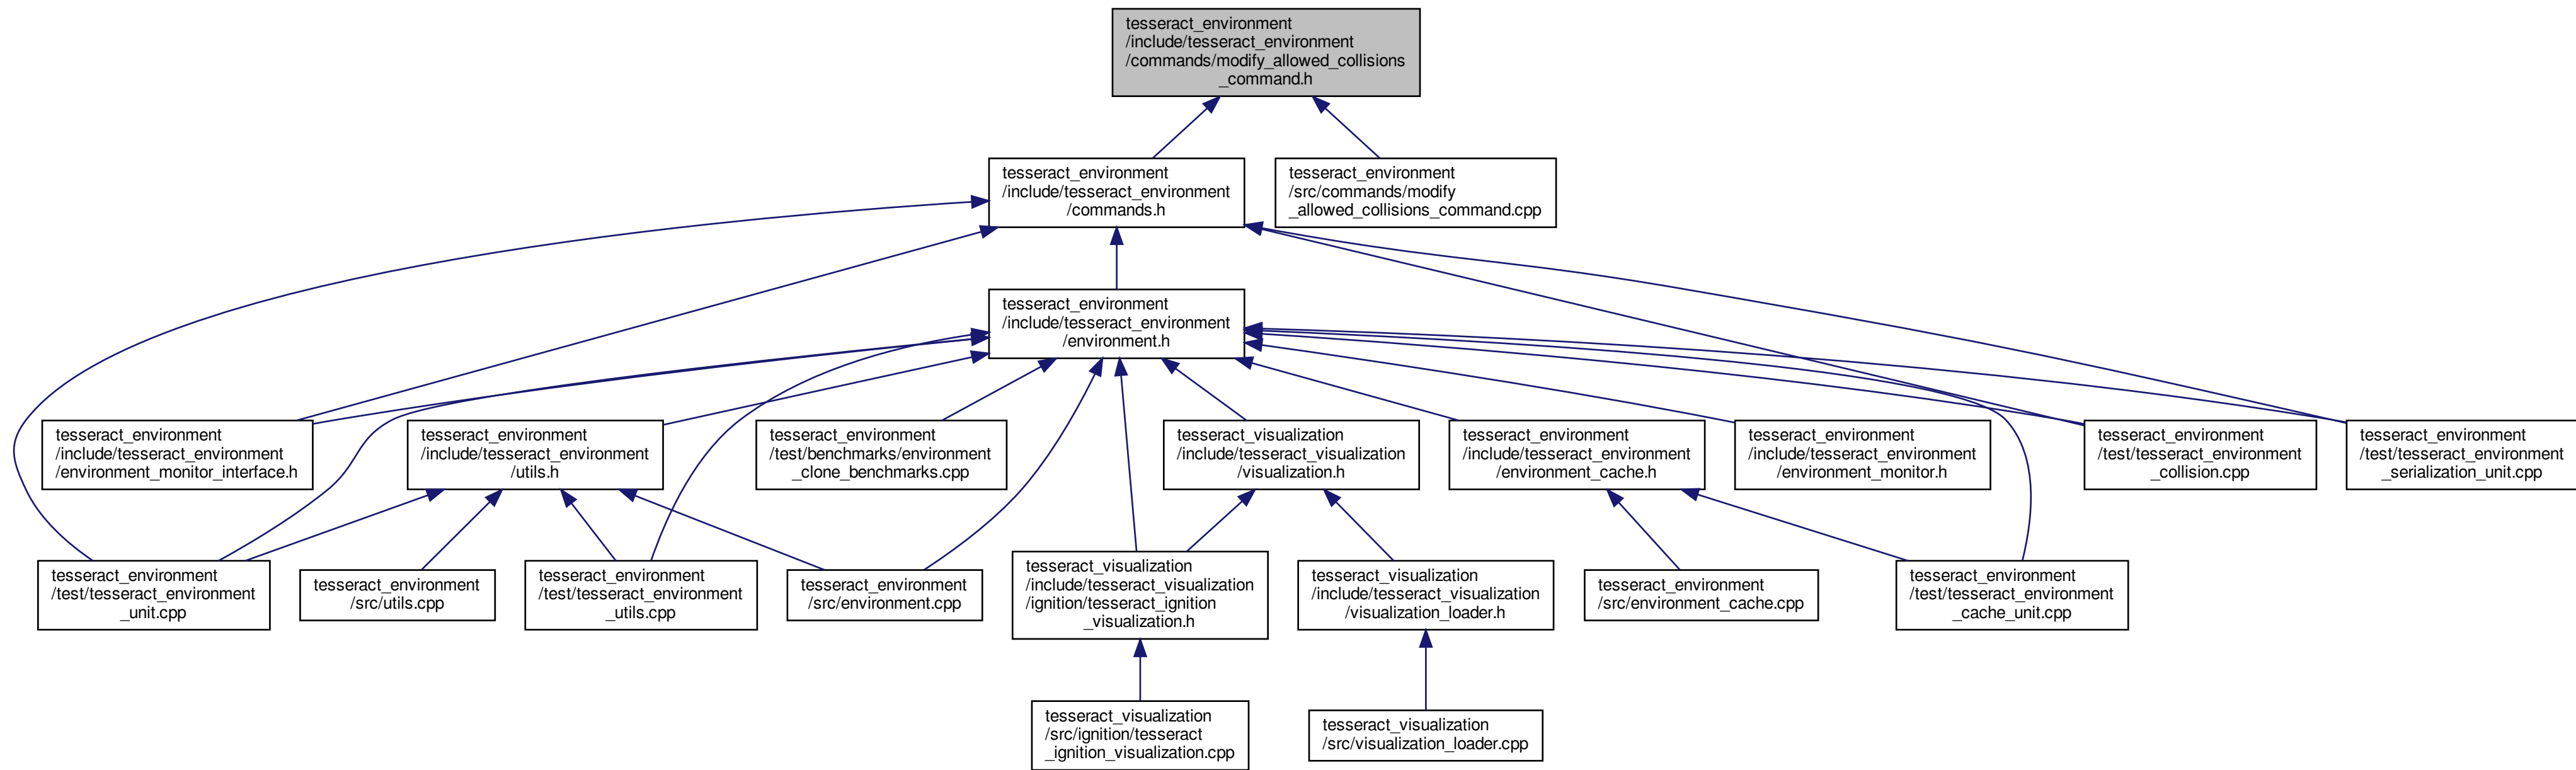 tesseract_environment
/include/tesseract_environment
/commands/modify_allowed_collisions
_command.h
tesseract_environment
/include/tesseract_environment
/commands.h
tesseract_environment
/src/commands/modify
_allowed_collisions_command.cpp
tesseract_environment
/include/tesseract_environment
/environment.h
tesseract_environment
/include/tesseract_environment
/environment_monitor_interface.h
tesseract_environment
/include/tesseract_environment
/utils.h
tesseract_environment
/test/benchmarks/environment
_clone_benchmarks.cpp
tesseract_visualization
/include/tesseract_visualization
/visualization.h
tesseract_environment
/include/tesseract_environment
/environment_cache.h
tesseract_environment
/include/tesseract_environment
/environment_monitor.h
tesseract_environment
/test/tesseract_environment
_collision.cpp
tesseract_environment
/test/tesseract_environment
_serialization_unit.cpp
tesseract_environment
/test/tesseract_environment
_unit.cpp
tesseract_environment
/src/utils.cpp
tesseract_environment
/test/tesseract_environment
_utils.cpp
tesseract_environment
/src/environment.cpp
tesseract_visualization
/include/tesseract_visualization
/ignition/tesseract_ignition
_visualization.h
tesseract_visualization
/include/tesseract_visualization
/visualization_loader.h
tesseract_environment
/src/environment_cache.cpp
tesseract_environment
/test/tesseract_environment
_cache_unit.cpp
tesseract_visualization
/src/ignition/tesseract
_ignition_visualization.cpp
tesseract_visualization
/src/visualization_loader.cpp